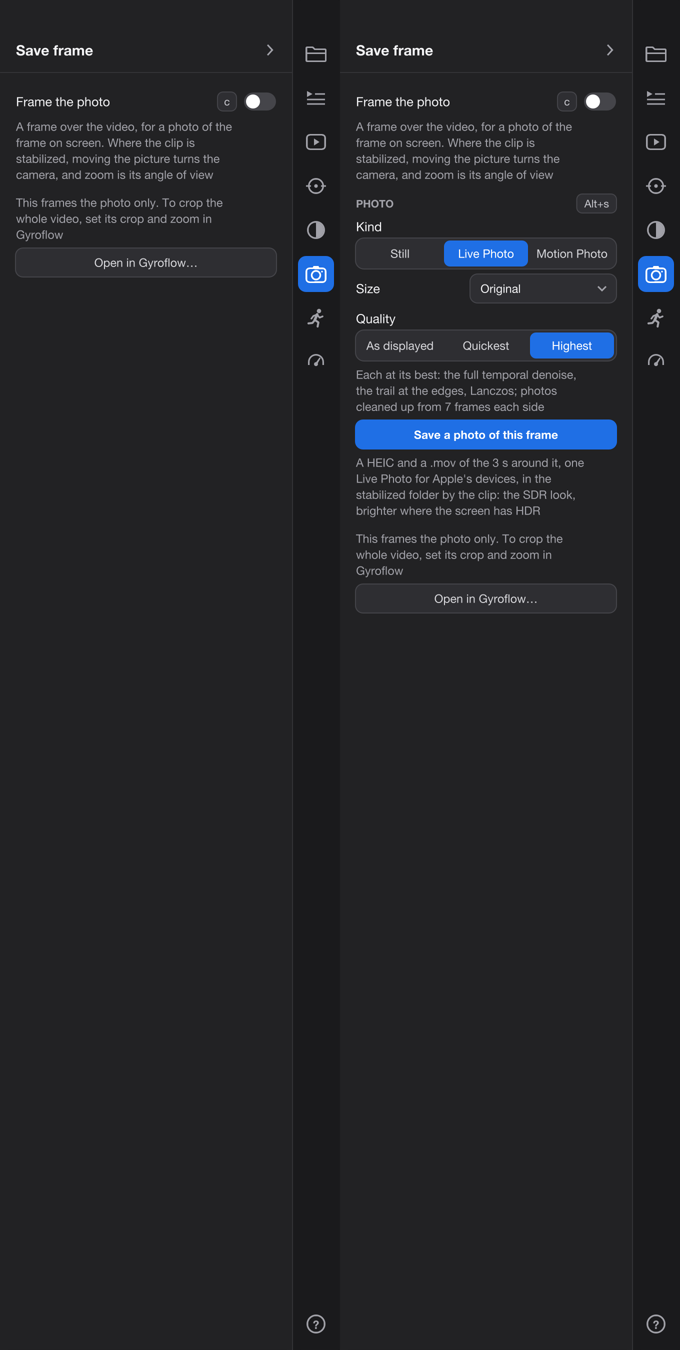 Save frame
Frame the photo
c
A frame over the video, for a photo of the
frame on screen. Where the clip is
stabilized, moving the picture turns the
camera, and zoom is its angle of view
This frames the photo only. To crop the
whole video, set its crop and zoom in
Gyroflow
Open in Gyroflow…
?
Save frame
Frame the photo
c
A frame over the video, for a photo of the
frame on screen. Where the clip is
stabilized, moving the picture turns the
camera, and zoom is its angle of view
PHOTO
Alt+s
Kind
Still
Live Photo
Motion Photo
Size
Original
Quality
As displayed
Quickest
Highest
Each at its best: the full temporal denoise,
the trail at the edges, Lanczos; photos
cleaned up from 7 frames each side
Save a photo of this frame
A HEIC and a .mov of the 3 s around it, one
Live Photo for Apple's devices, in the
stabilized folder by the clip: the SDR look,
brighter where the screen has HDR
This frames the photo only. To crop the
whole video, set its crop and zoom in
Gyroflow
Open in Gyroflow…
?